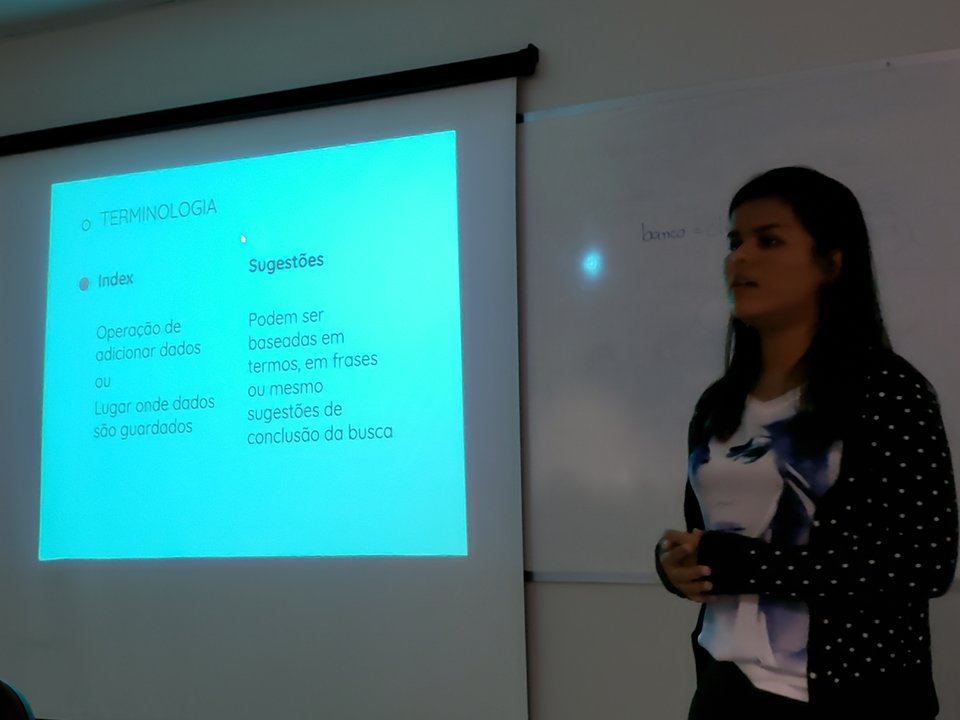 TERMINOLOGIA
Index
Operação de
adicionar dados
ou
Lugar onde dados
são guardados
Sugestões
Podem ser
baseadas em
termos, em frases
ou mesmo
sugestões de
conclusão da busca
banco =